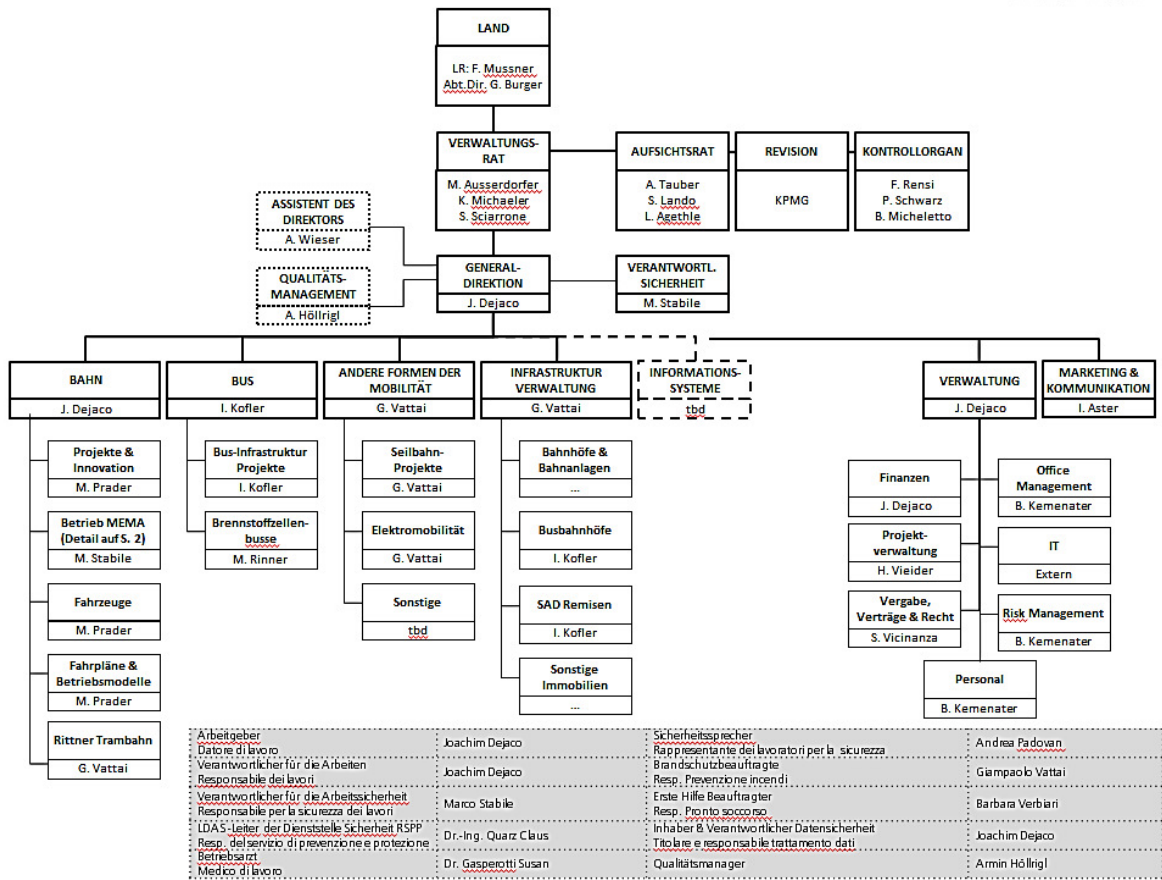 LAND
LR: F. Mussner
Abt.Dir. G. Burger
VERWALTUNGS-
RAT
M. Ausserdorfer
K. Michaeler
S. Sciarrone
AUFSICHTSRAT
A. Tauber
S. Lando
L. Agethle
REVISION
KPMG
KONTROLLORGAN
F. Rensi
P. Schwarz
B. Micheletto
ASSISTENT DES
DIREKTORS
A. Wieser
QUALITÄTS-
MANAGEMENT
A. Höllrigl
GENERAL-
DIREKTION
J. Dejaco
VERANTWORTL.
SICHERHEIT
M. Stabile
BAHN
J. Dejaco
BUS
I. Kofler
ANDERE FORMEN DER
MOBILITÄT
G. Vattai
INFRASTRUKTUR
VERWALTUNG
G. Vattai
INFORMATIONS-
SYSTEME
tbd
VERWALTUNG
J. Dejaco
MARKETING &
KOMMUNIKATION
I. Aster
Projekte &
Innovation
M. Prader
Betrieb MEMA
(Detail auf S. 2)
M. Stabile
Fahrzeuge
M. Prader
Fahrpläne &
Betriebsmodelle
M. Prader
Rittner Trambahn
G. Vattai
Bus-Infrastruktur
Projekte
I. Kofler
Brennstoffzellen-
busse
M. Rinner
Seilbahn-
Projekte
G. Vattai
Elektromobilität
G. Vattai
Sonstige
tbd
Bahnhöfe &
Bahnanlagen
...
Busbahnhöfe
I. Kofler
SAD Remisen
I. Kofler
Sonstige
Immobilien
...
Finanzen
J. Dejaco
Office
Management
B. Kemenater
Projekt-
verwaltung
H. Vieider
IT
Extern
Vergabe,
Verträge & Recht
S. Vicinanza
Risk Management
B. Kemenater
Personal
B. Kemenater
Arbeitgeber
Datore di lavoro
Joachim Dejaco
Sicherheitssprecher
Rappresentante dei lavoratori per la sicurezza
Andrea Padovan
Verantwortlicher für die Arbeiten
Responsabile dei lavori
Joachim Dejaco
Brandschutzbeauftragte
Resp. Prevenzione incendi
Giampaolo Vattai
Verantwortlicher für die Arbeitssicherheit
Responsabile per la sicurezza dei lavori
Marco Stabile
Erste Hilfe Beauftragter
Resp. Pronto soccorso
Barbara Verbiari
LDAS -Leiter der Dienststelle Sicherheit RSPP
Resp. del servizio di prevenzione e protezione
Dr.-Ing. Quarz Claus
Inhaber & Verantwortlicher Datensicherheit
Titolare e responsabile trattamento dati
Joachim Dejaco
Betriebsarzt
Medico di lavoro
Dr. Gasperotti Susan
Qualitätsmanager
Armin Höllrigl